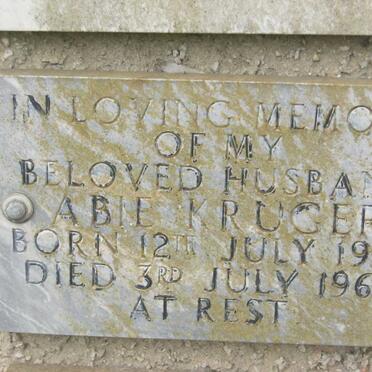 IN LOVING MEMO
OF MY
BELOVED HUSBAN
ABIE KRUGER
BORN 12TH JULY 19
DIED 3RD JULY 196
AT REST